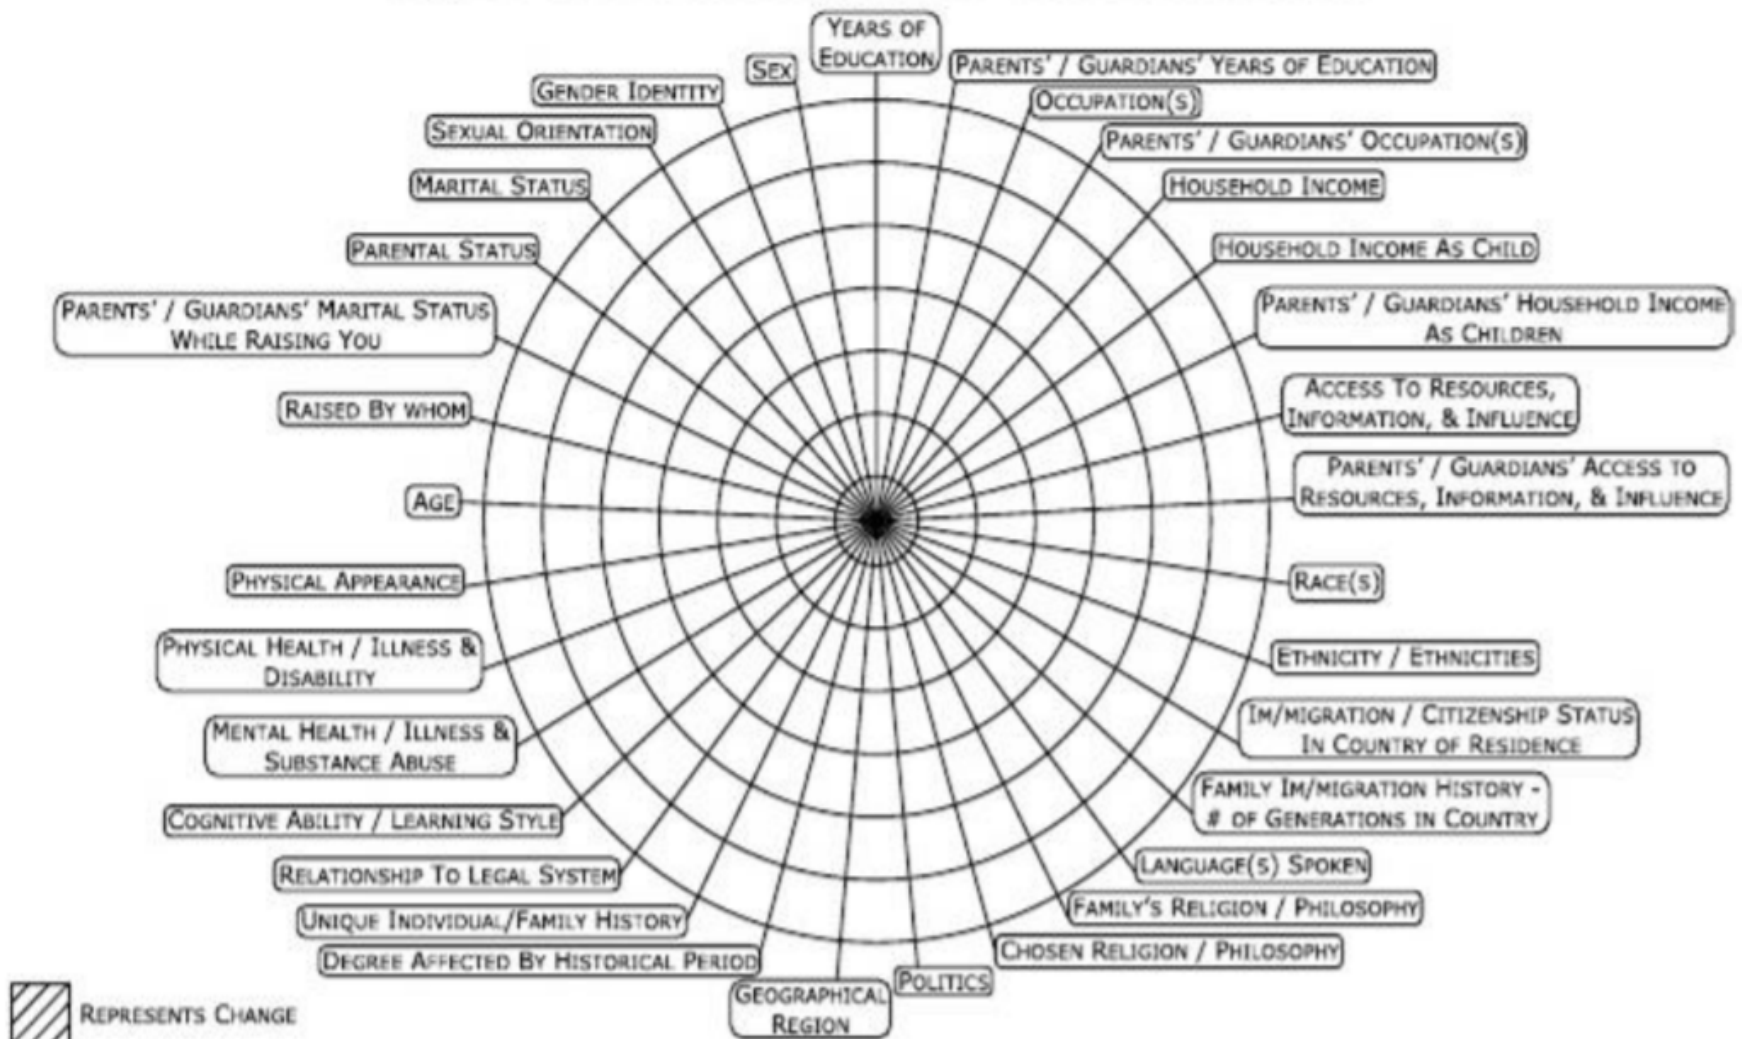 YEARS OF
EDUCATION
PARENTS' / GUARDIANS' YEARS OF EDUCATION
OCCUPATION(S)
PARENTS' / GUARDIANS' OCCUPATION(S)
HOUSEHOLD INCOME
HOUSEHOLD INCOME AS CHILD
PARENTS' / GUARDIANS' HOUSEHOLD INCOME
AS CHILDREN
ACCESS TO RESOURCES,
INFORMATION, & INFLUENCE
PARENTS' / GUARDIANS' ACCESS TO
RESOURCES, INFORMATION, & INFLUENCE
RACE(S)
ETHNICITY / ETHNICITIES
IM/MIGRATION / CITIZENSHIP STATUS
IN COUNTRY OF RESIDENCE
FAMILY IM/MIGRATION HISTORY -
# OF GENERATIONS IN COUNTRY
LANGUAGE(S) SPOKEN
FAMILY'S RELIGION / PHILOSOPHY
CHOSEN RELIGION / PHILOSOPHY
POLITICS
GEOGRAPHICAL
REGION
DEGREE AFFECTED BY HISTORICAL PERIOD
UNIQUE INDIVIDUAL/FAMILY HISTORY
RELATIONSHIP TO LEGAL SYSTEM
COGNITIVE ABILITY / LEARNING STYLE
MENTAL HEALTH / ILLNESS &
SUBSTANCE ABUSE
PHYSICAL HEALTH / ILLNESS &
DISABILITY
PHYSICAL APPEARANCE
AGE
RAISED BY WHOM
PARENTS' / GUARDIANS' MARITAL STATUS
WHILE RAISING YOU
PARENTAL STATUS
MARITAL STATUS
SEXUAL ORIENTATION
GENDER IDENTITY
SEX
REPRESENTS CHANGE